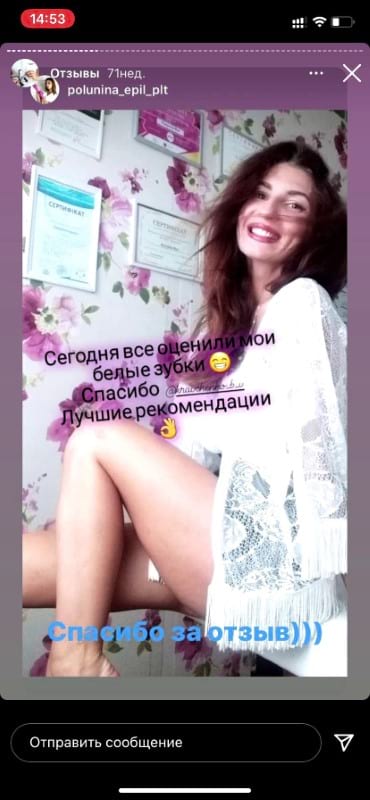 14:53
Отзывы 71нед.
polunina_epil_plt
СЕРТИФІКАТ
Сегодня все оценили мои
белые зубки 😁
Спасибо
Лучшие рекомендации
👌
Спасибо за отзыв)))
Отправить сообщение